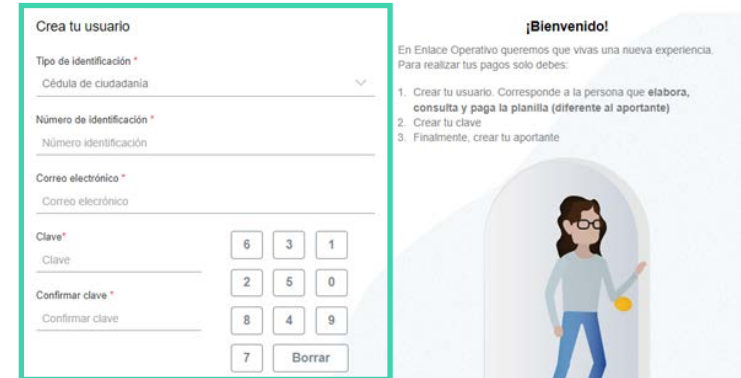 Crea tu usuario
Tipo de identificación *
Cédula de ciudadanía
Número de identificación *
Número identificación
Correo electrónico *
Correo elecrónico
Clave*
Clave
Confirmar clave *
Confirmar clave
6 3 1
2 5 0
8 4 9
7 Borrar
¡Bienvenido!
En Enlace Operativo queremos que vivas una nueva experiencia.
Para realizar tus pagos solo debes:
1. Crear tu usuario. Corresponde a la persona que elabora,
consulta y paga la planilla (diferente al aportante)
2. Crear tu clave
3. Finalmente, crear tu aportante